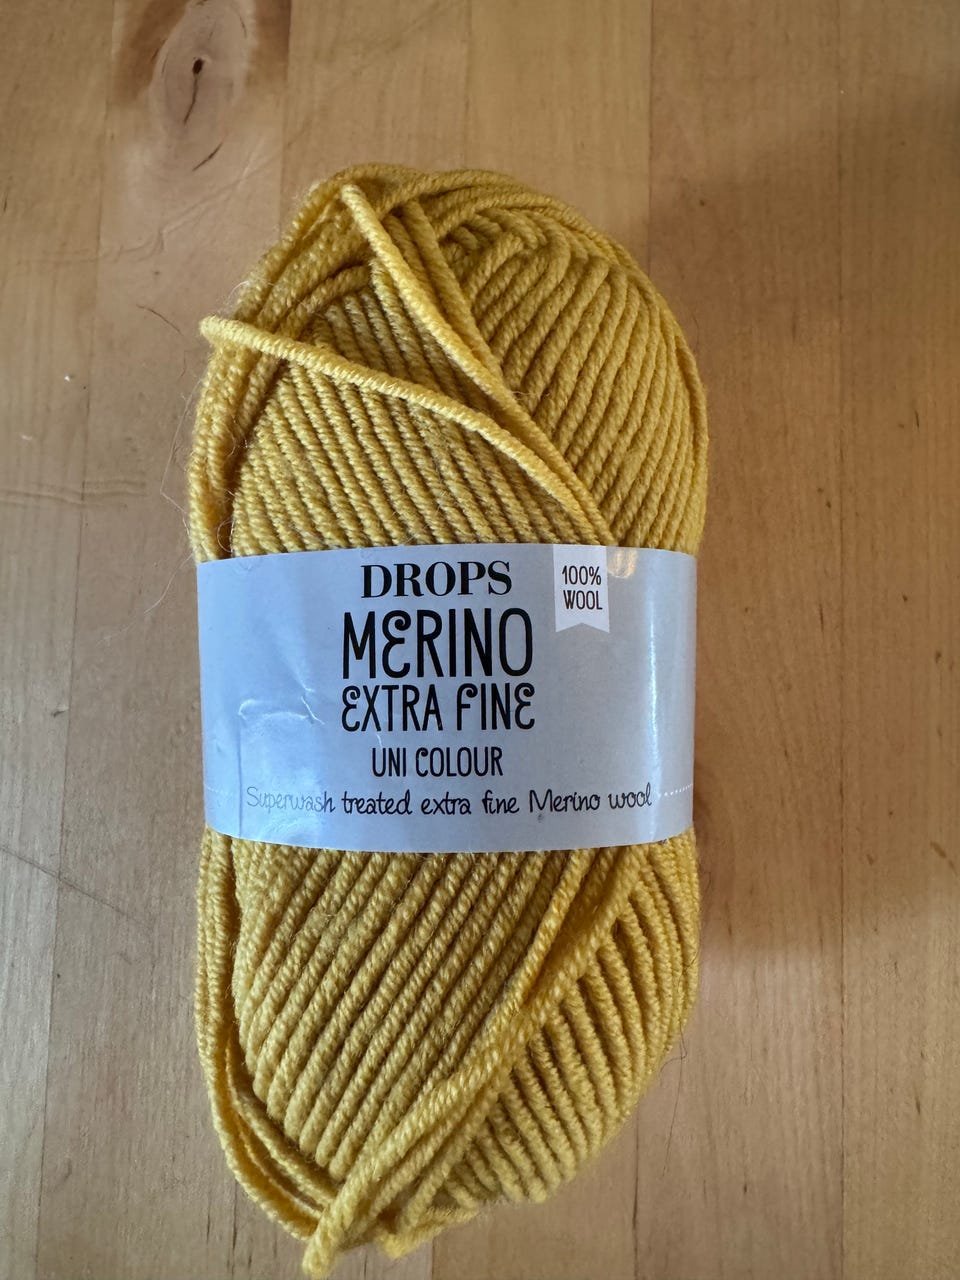 DROPS
100%
WOOL
MERINO
EXTRA FINE
UNI COLOUR
Superwash treated extra fine Merino wool